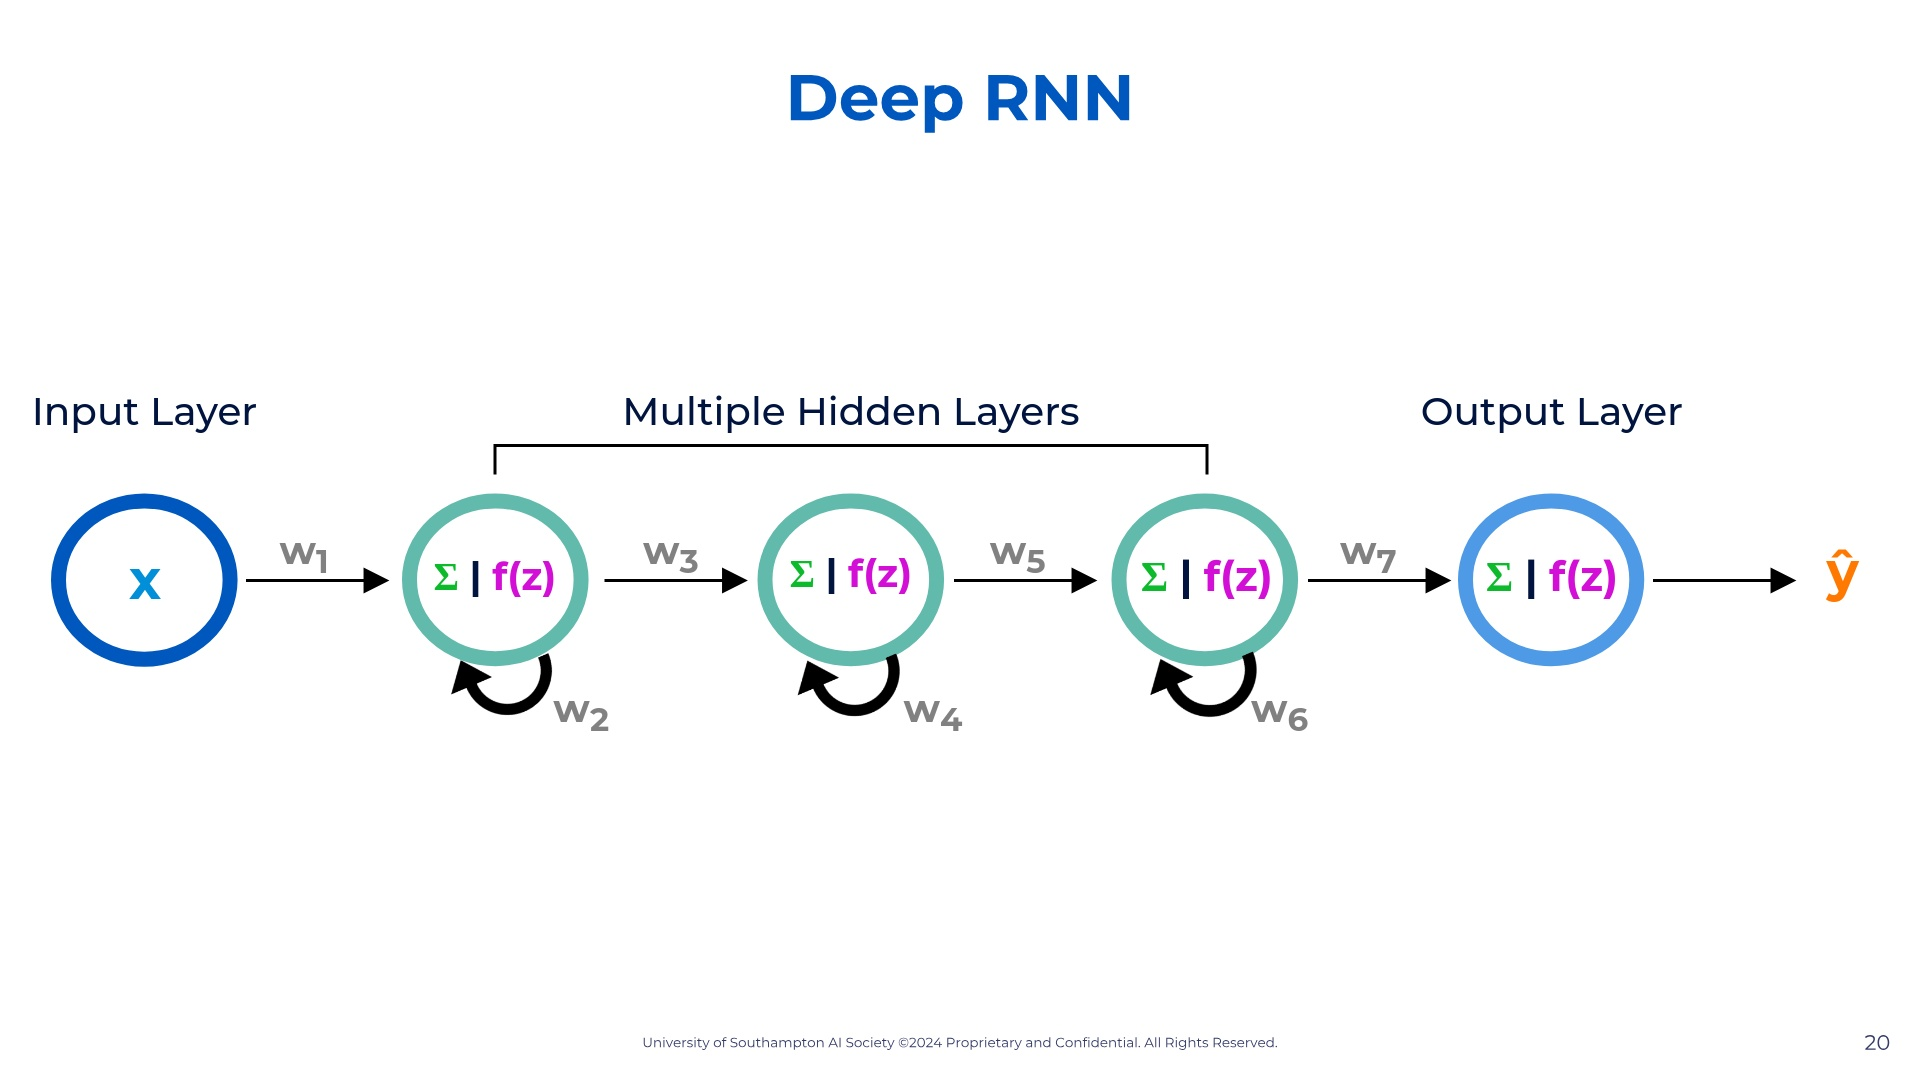 Deep RNN
Input Layer
Multiple Hidden Layers
Output Layer
x
w1
Σ | f(z)
w2
w3
Σ | f(z)
w4
w5
Σ | f(z)
w6
w7
Σ | f(z)
ŷ
University of Southampton AI Society ©2024 Proprietary and Confidential. All Rights Reserved.
20